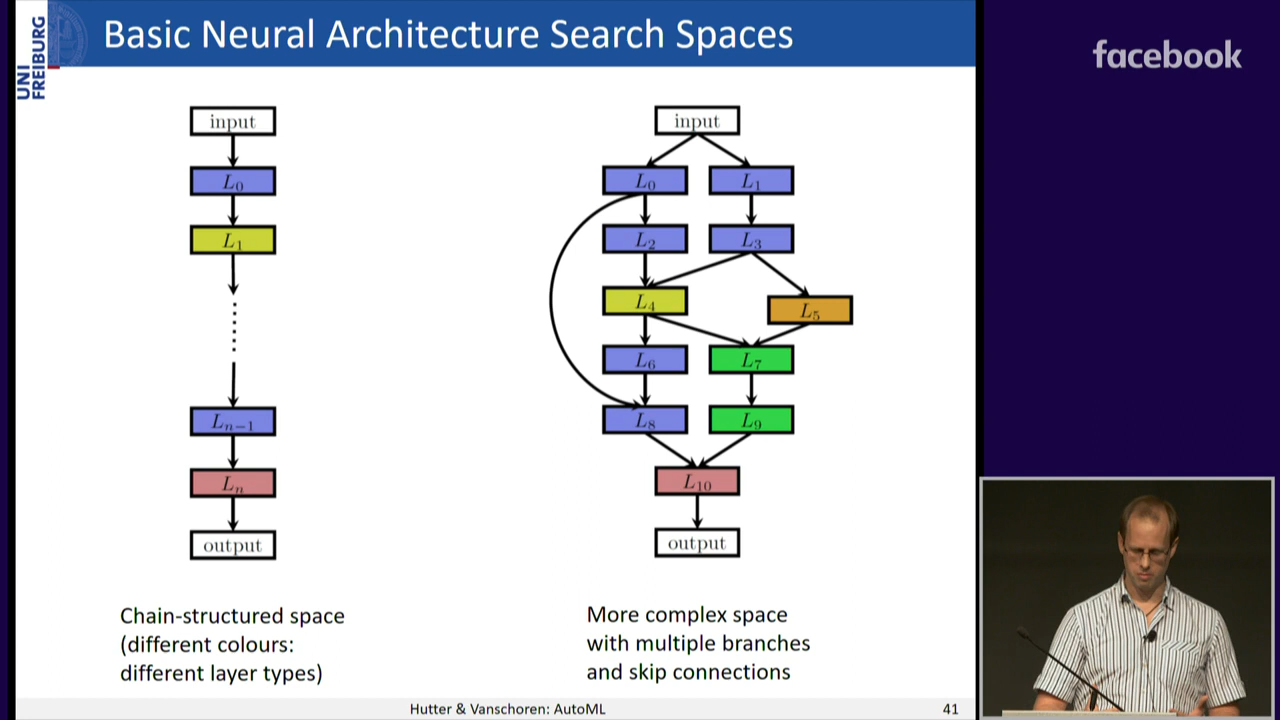 Basic Neural Architecture Search Spaces
UNI
FREIBURG
facebook
input
L0
L1
Ln−1
Ln
output
input
L0
L1
L2
L3
L4
L5
L6
L7
L8
L9
L10
output
Chain-structured space
(different colours:
different layer types)
More complex space
with multiple branches
and skip connections
Hutter & Vanschoren: AutoML
41